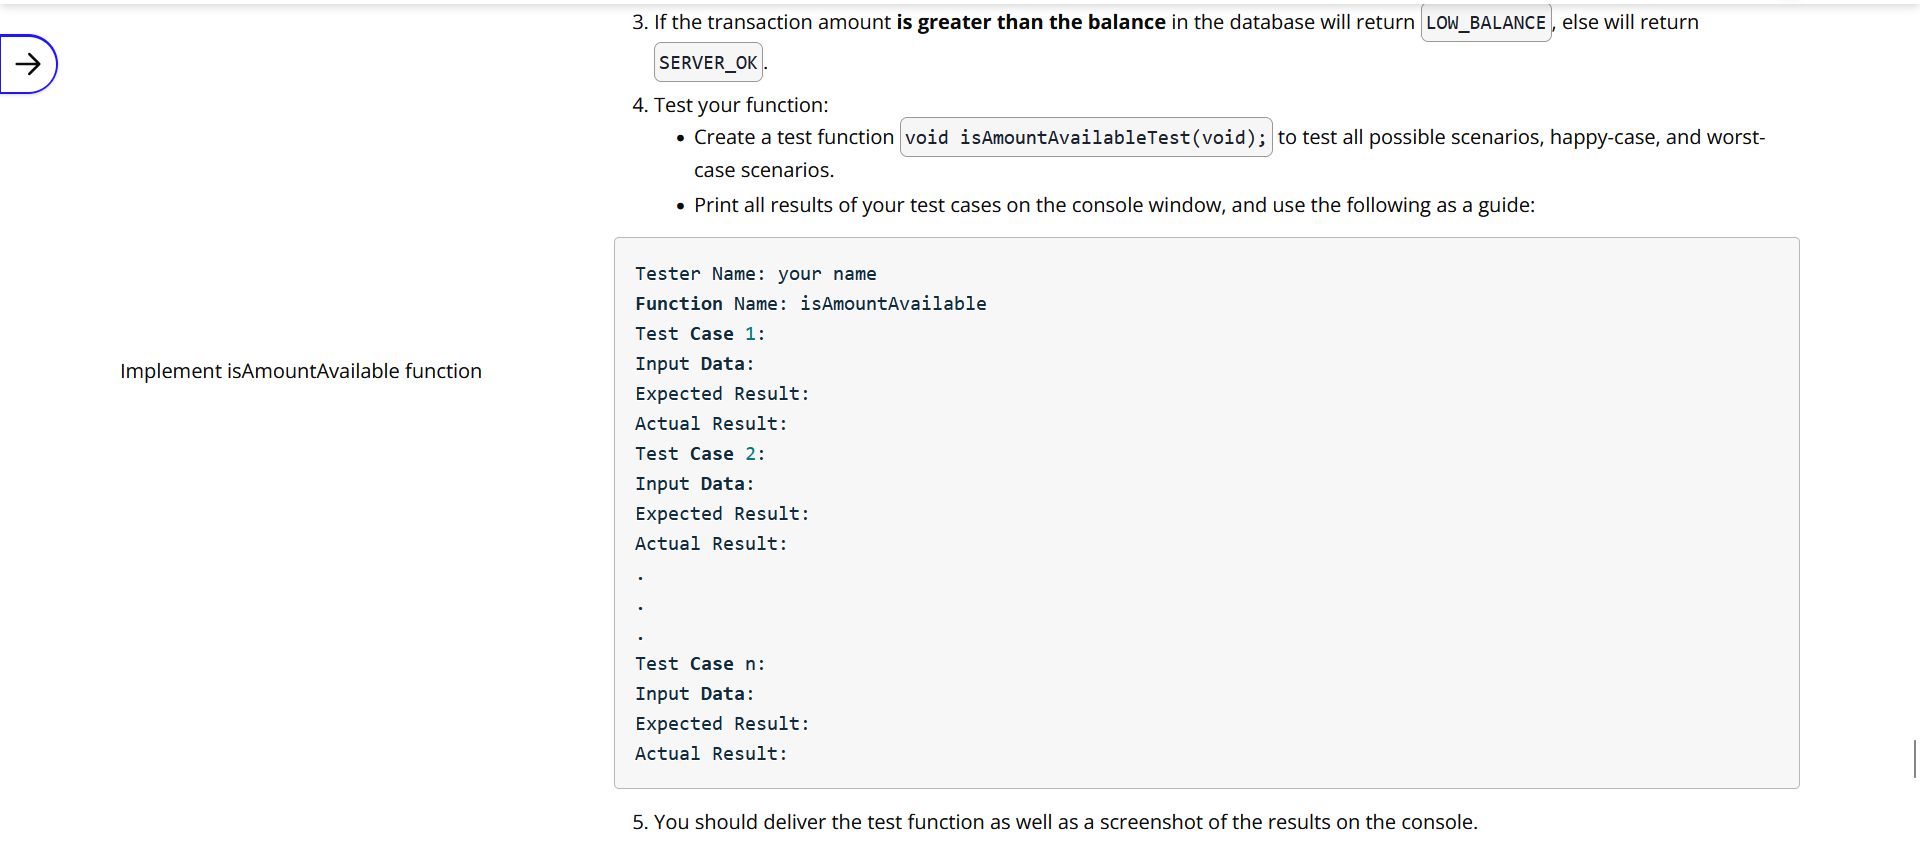 3. If the transaction amount is greater than the balance in the database will return LOW_BALANCE, else will return
SERVER_OK.
4. Test your function:
• Create a test function void isAmountAvailableTest(void); to test all possible scenarios, happy-case, and worst-
case scenarios.
• Print all results of your test cases on the console window, and use the following as a guide:
Tester Name: your name
Function Name: isAmountAvailable
Test Case 1:
Input Data:
Expected Result:
Actual Result:
Test Case 2:
Input Data:
Expected Result:
Actual Result:
.
.
.
Test Case n:
Input Data:
Expected Result:
Actual Result:
Implement isAmountAvailable function
5. You should deliver the test function as well as a screenshot of the results on the console.